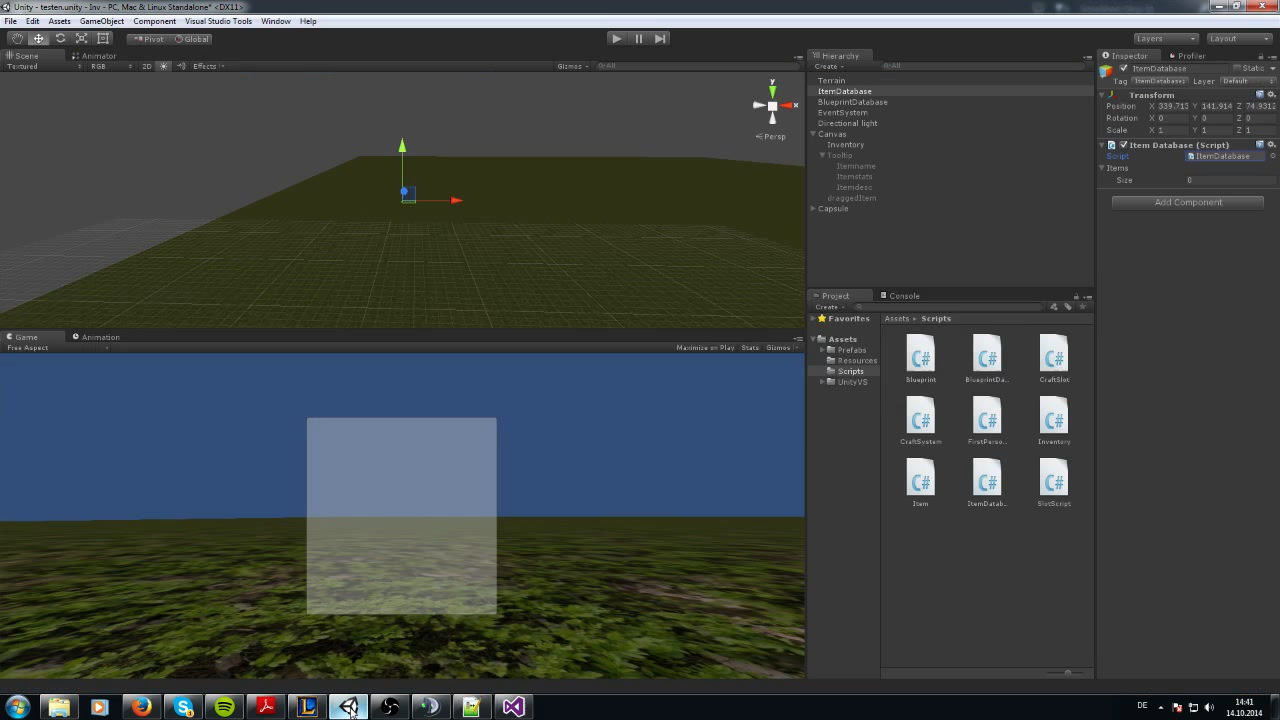 Unity - testen.unity - Inv - PC, Mac & Linux Standalone* <DX11>
File Edit Assets GameObject Component Visual Studio Tools Window Help
Pivot Global Layers Layout
Scene Animator
Textured RGB 2D Effects Gizmos All
y
x
Persp
Hierarchy
Create All
Terrain
ItemDatabase
BlueprintDatabase
EventSystem
Directional light
Canvas
Inventory
Tooltip
Itemname
Itemstats
Itemdesc
draggedItem
Capsule
Inspector Profiler
ItemDatabase Static
Tag ItemDatabase Layer Default
Transform
Position X 339.713 Y 141.914 Z 74.9312
Rotation X 0 Y 0 Z 0
Scale X 1 Y 1 Z 1
Item Database (Script)
Script ItemDatabase
Items
Size 0
Add Component
Game Animation
Free Aspect Maximize on Play Stats Gizmos
Project Console
Create
Favorites
Assets
Prefabs
Resources
Scripts
UnityVS
Assets Scripts
Blueprint BlueprintDa... CraftSlot
CraftSystem FirstPerso... Inventory
Item ItemDatab... SlotScript
DE 14:41
14.10.2014